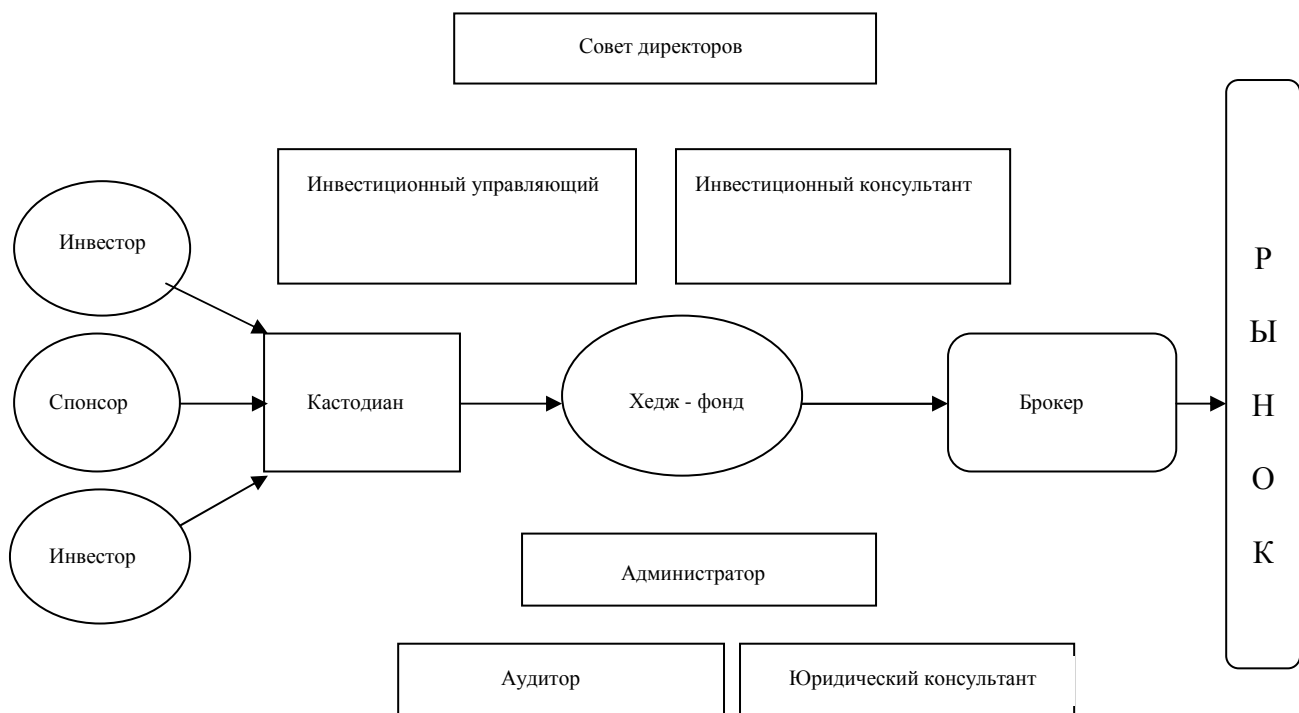 Совет директоров
Инвестиционный управляющий
Инвестиционный консультант
Инвестор
Спонсор
Кастодиан
Хедж - фонд
Брокер
Р
Ы
Н
О
К
Инвестор
Администратор
Аудитор
Юридический консультант